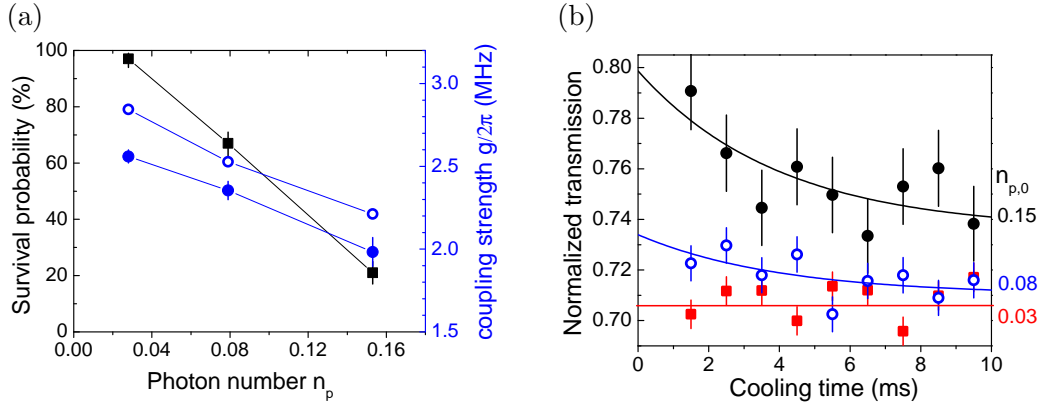 (a)
100
80
60
40
20
0
Survival probability (%)
0.00 0.04 0.08 0.12 0.16
Photon number n_p
3.0
2.5
2.0
1.5
coupling strength g/2π (MHz)
(b)
0.80
0.78
0.76
0.74
0.72
0.70
Normalized transmission
0 2 4 6 8 10
Cooling time (ms)
n_p,0
0.15
0.08
0.03